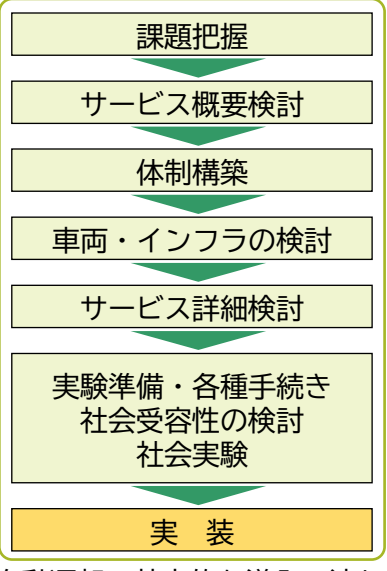 課題把握
サービス概要検討
体制構築
車両・インフラの検討
サービス詳細検討
実験準備・各種手続き
社会受容性の検討
社会実験
実　装